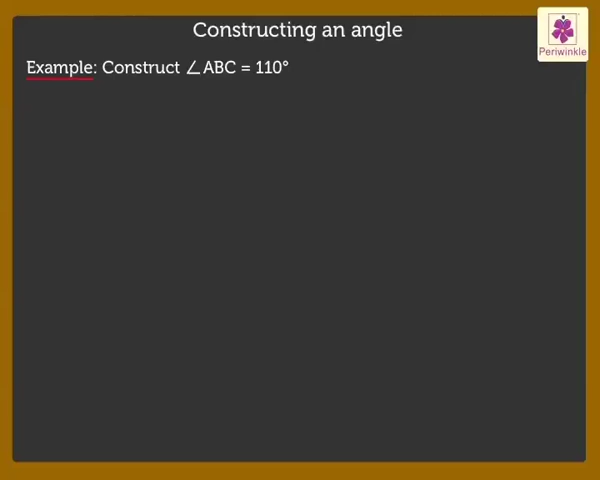 Constructing an angle
Periwinkle
Example: Construct ∠ABC = 110°